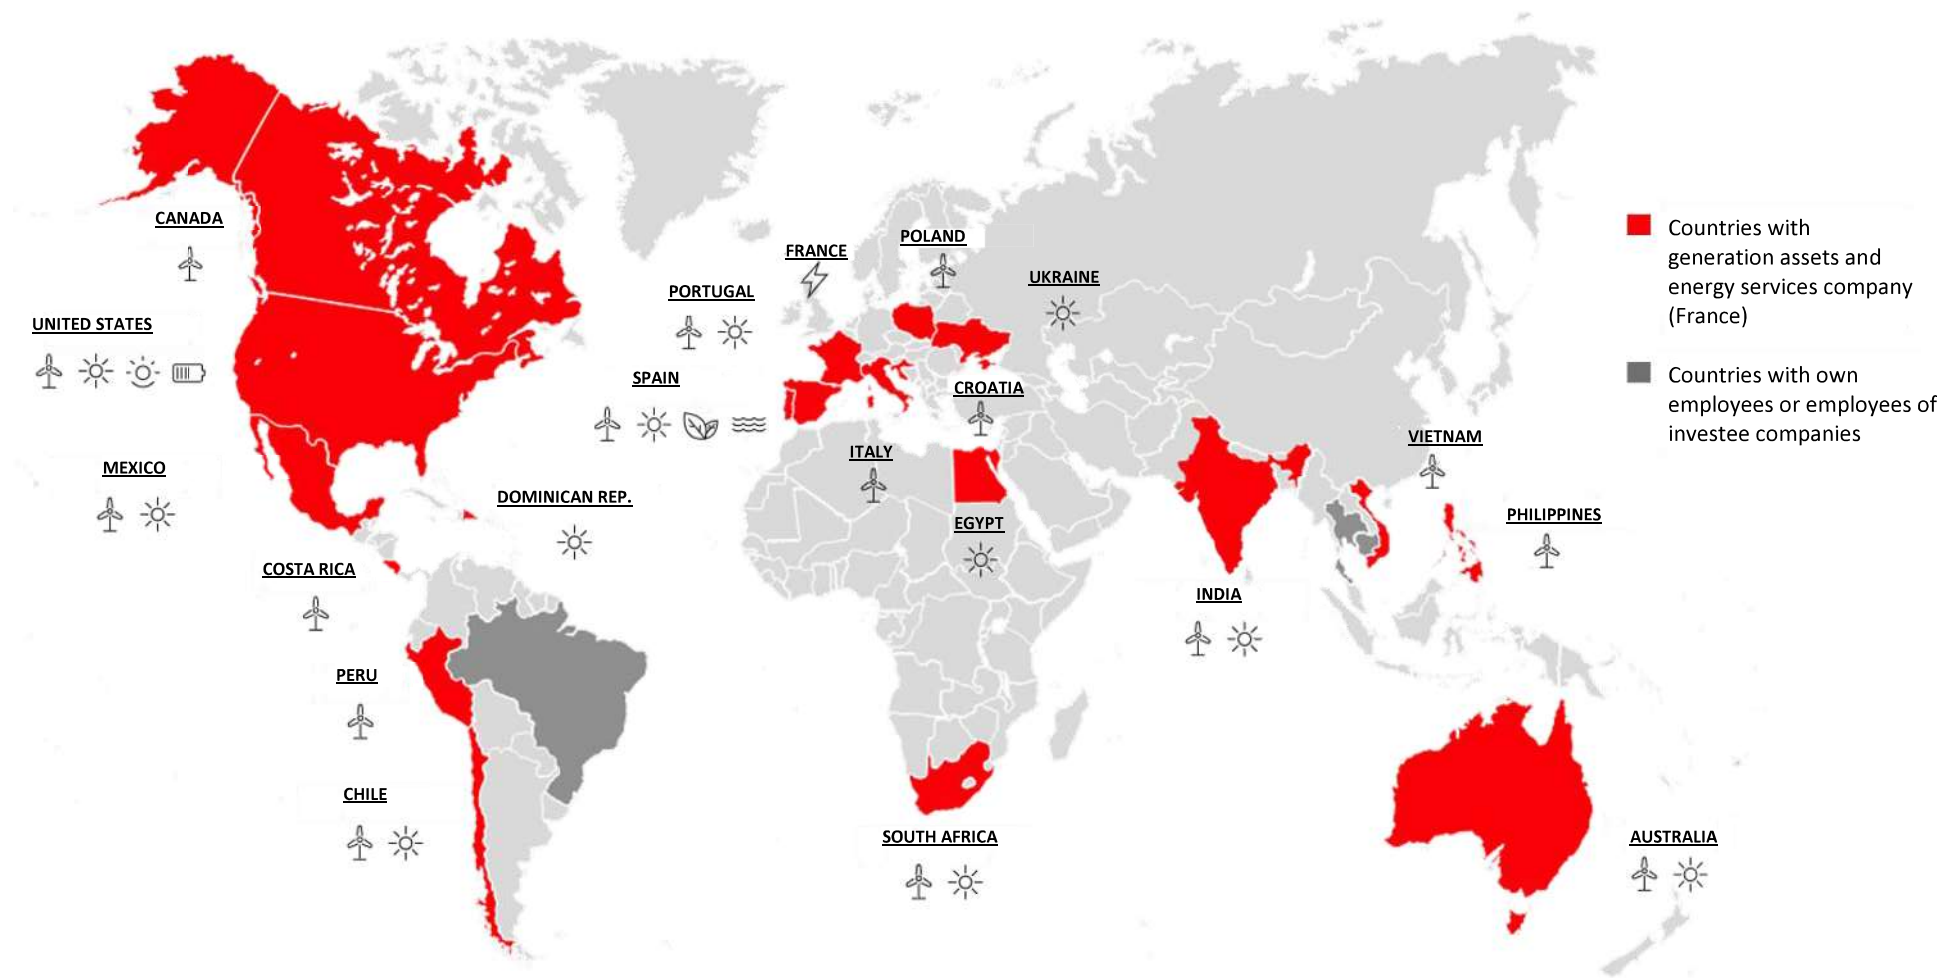 CANADA
UNITED STATES
MEXICO
COSTA RICA
PERU
CHILE
DOMINICAN REP.
PORTUGAL
SPAIN
FRANCE
POLAND
UKRAINE
CROATIA
ITALY
EGYPT
SOUTH AFRICA
INDIA
VIETNAM
PHILIPPINES
AUSTRALIA
Countries with
generation assets and
energy services company
(France)
Countries with own
employees or employees of
investee companies